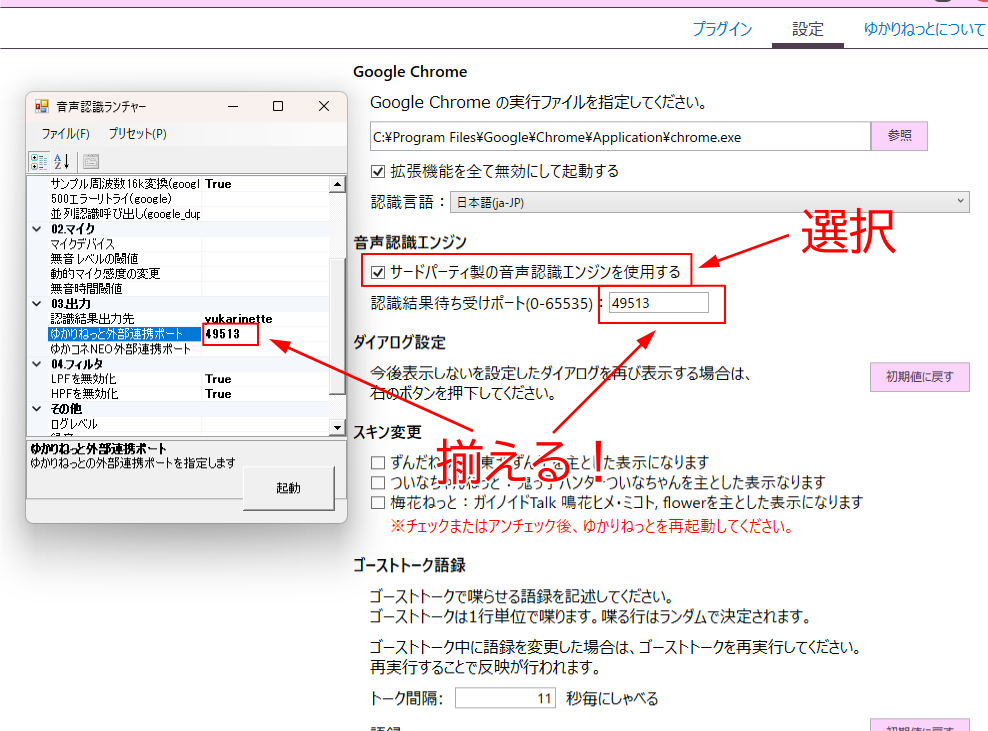 プラグイン
設定
ゆかりねっとについて
音声認識ランチャー
ファイル(F) プリセット(P)
サンプル周波数16k変換(googl True
500エラーリトライ(google)
並列認識呼び出し(google_dup
02.マイク
マイクデバイス
無音レベルの閾値
動的マイク感度の変更
無音時間閾値
03.出力
認識結果出力先 yukarinette
ゆかりねっと外部連携ポート 49513
ゆかコネNEO外部連携ポート
04.フィルタ
LPFを無効化 True
HPFを無効化 True
その他
ログレベル
ゆかりねっと外部連携ポート
ゆかりねっとの外部連携ポートを指定します
起動
Google Chrome
Google Chrome の実行ファイルを指定してください。
C:¥Program Files¥Google¥Chrome¥Application¥chrome.exe
参照
拡張機能を全て無効にして起動する
認識言語： 日本語(ja-JP)
選択
音声認識エンジン
サードパーティ製の音声認識エンジンを使用する
認識結果待ち受けポート(0-65535)： 49513
ダイアログ設定
今後表示しないを設定したダイアログを再び表示する場合は、
右のボタンを押下してください。
初期値に戻す
スキン変更
揃える！
を主とした表示になります
ハンターついなちゃんを主とした表示なります
梅花ねっと：ガイノイドTalk 鳴花ヒメ・ミコト, flowerを主とした表示になります
※チェックまたはアンチェック後、ゆかりねっとを再起動してください。
ゴーストトーク語録
ゴーストトークで喋らせる語録を記述してください。
ゴーストトークは1行単位で喋ります。喋る行はランダムで決定されます。
ゴーストトーク中に語録を変更した場合は、ゴーストトークを再実行してください。
再実行することで反映が行われます。
トーク間隔： 11 秒毎にしゃべる
語録
初期値に戻す